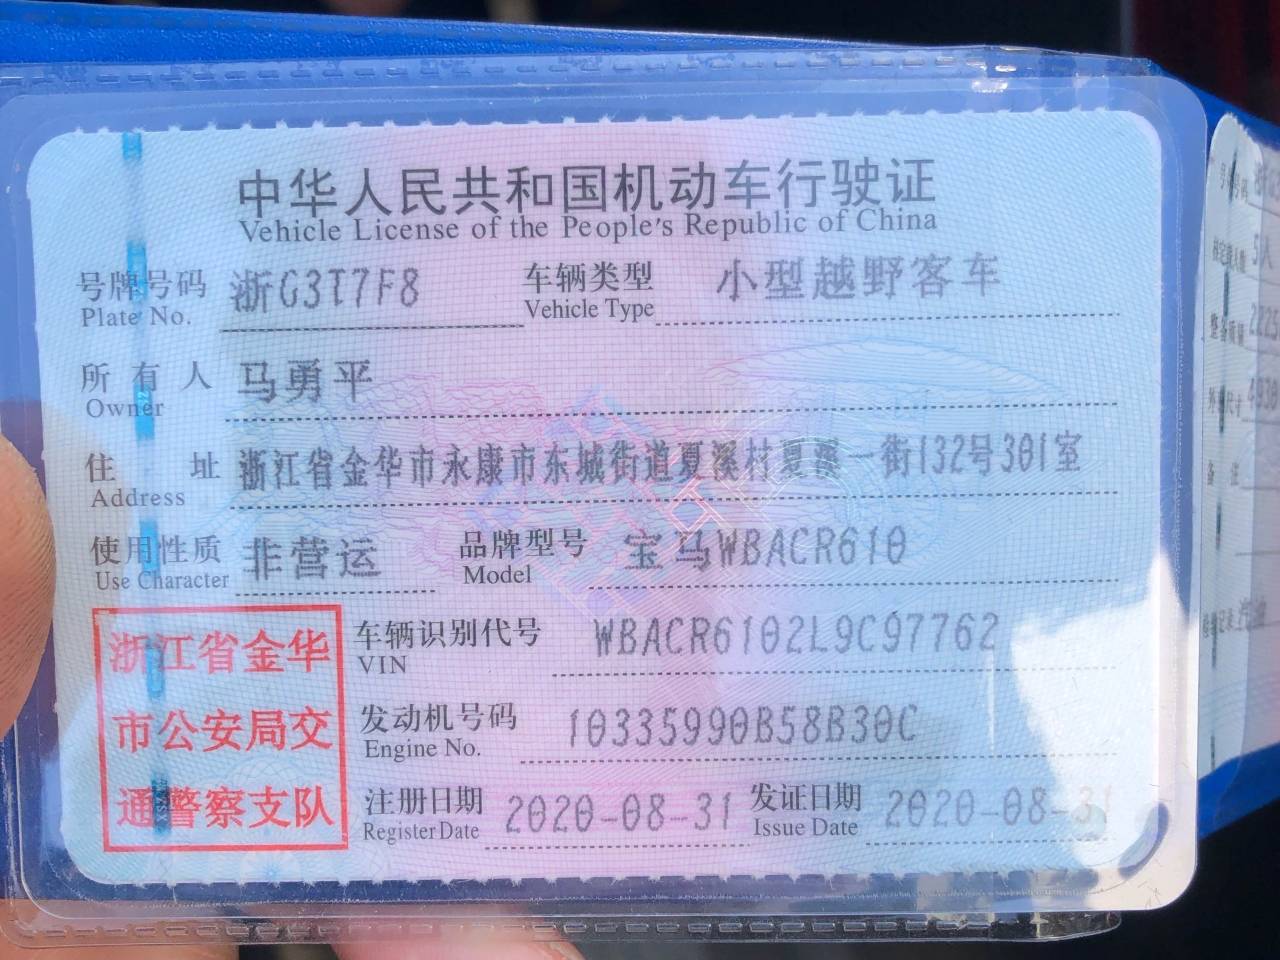 中华人民共和国机动车行驶证
Vehicle License of the People's Republic of China
号牌号码 浙G3T7F8 车辆类型 小型越野客车
Plate No. Vehicle Type
所有人 马勇平
Owner
住址 浙江省金华市永康市东城街道夏溪村夏溪一街132号301室
Address
使用性质 非营运 品牌型号 宝马WBACR610
Use Character Model
浙江省金华
市公安局交
通警察支队
车辆识别代号 WBACR6102L9C97762
VIN
发动机号码 10335990B58B30C
Engine No.
注册日期 2020-08-31 发证日期 2020-08-31
Register Date Issue Date
5人